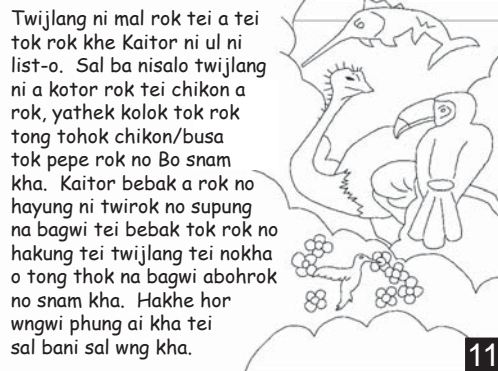 Twijlang ni mal rok tei a tei
tok rok khe Kaitor ni ul ni
list-o. Sal ba nisalo twijlang
ni a kotor rok tei chikon a
rok, yathek kolok tok rok
tong tohok chikon/busa
tok pepe rok no Bo snam
kha. Kaitor bebak a rok no
hayung ni twirok no supung
na bagwi tei bebak tok rok no
hakung tei twijlang tei nokha
o tong thok na bagwi abohrok
no snam kha. Hakhe hor
wngwi phung ai kha tei
sal bani sal wng kha.
11